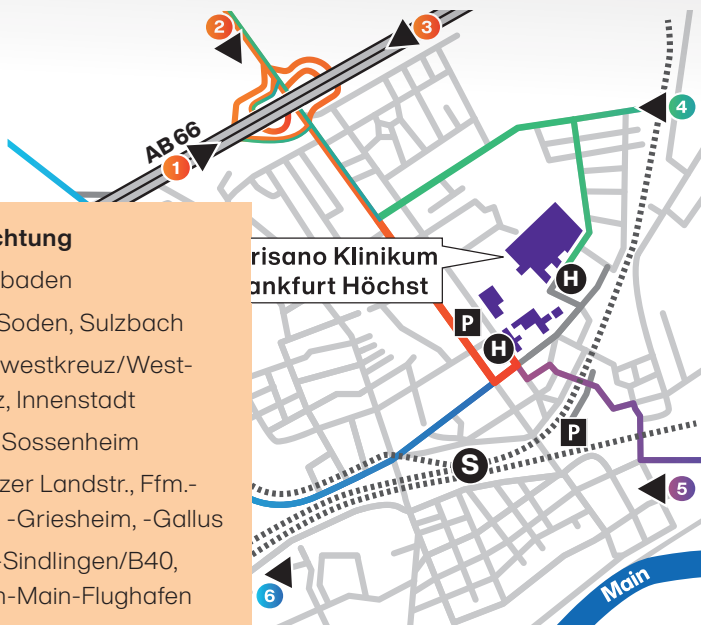 2
3
AB 66
1
4
chtung
baden
Soden, Sulzbach
westkreuz/West-
z, Innenstadt
Sossenheim
zer Landstr., Ffm.-
-Griesheim, -Gallus
-Sindlingen/B40,
n-Main-Flughafen
risano Klinikum
ankfurt Höchst
H
P
H
P
S
5
6
Main